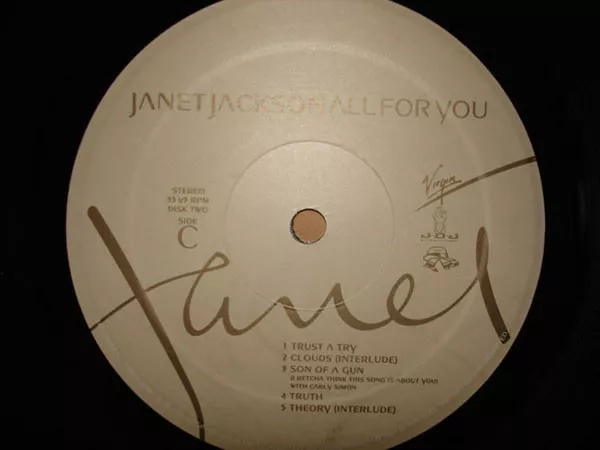 JANET JACKSON ALL FOR YOU
Virgin
STEREO
33 1/3 RPM
DISK TWO
SIDE
C
JDJ
Janet
1 TRUST A TRY
2 CLOUDS (INTERLUDE)
3 SON OF A GUN
(I BETCHA THINK THIS SONG IS ABOUT YOU)
WITH CARLY SIMON
4 TRUTH
5 THEORY (INTERLUDE)